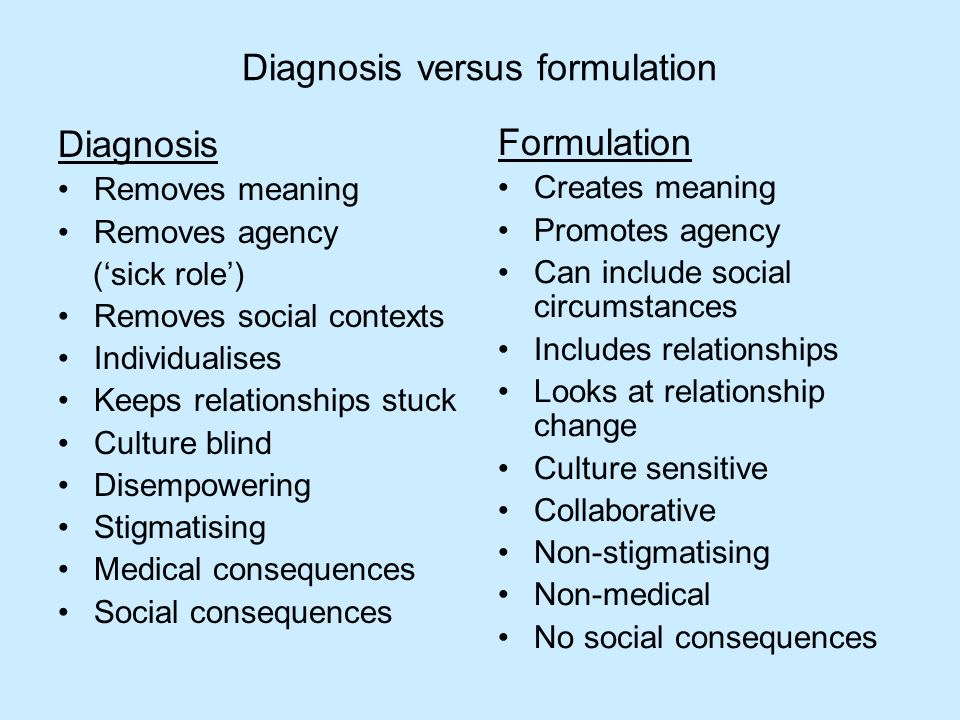 Diagnosis versus formulation
Diagnosis
• Removes meaning
• Removes agency
(‘sick role’)
• Removes social contexts
• Individualises
• Keeps relationships stuck
• Culture blind
• Disempowering
• Stigmatising
• Medical consequences
• Social consequences
Formulation
• Creates meaning
• Promotes agency
• Can include social
circumstances
• Includes relationships
• Looks at relationship
change
• Culture sensitive
• Collaborative
• Non-stigmatising
• Non-medical
• No social consequences